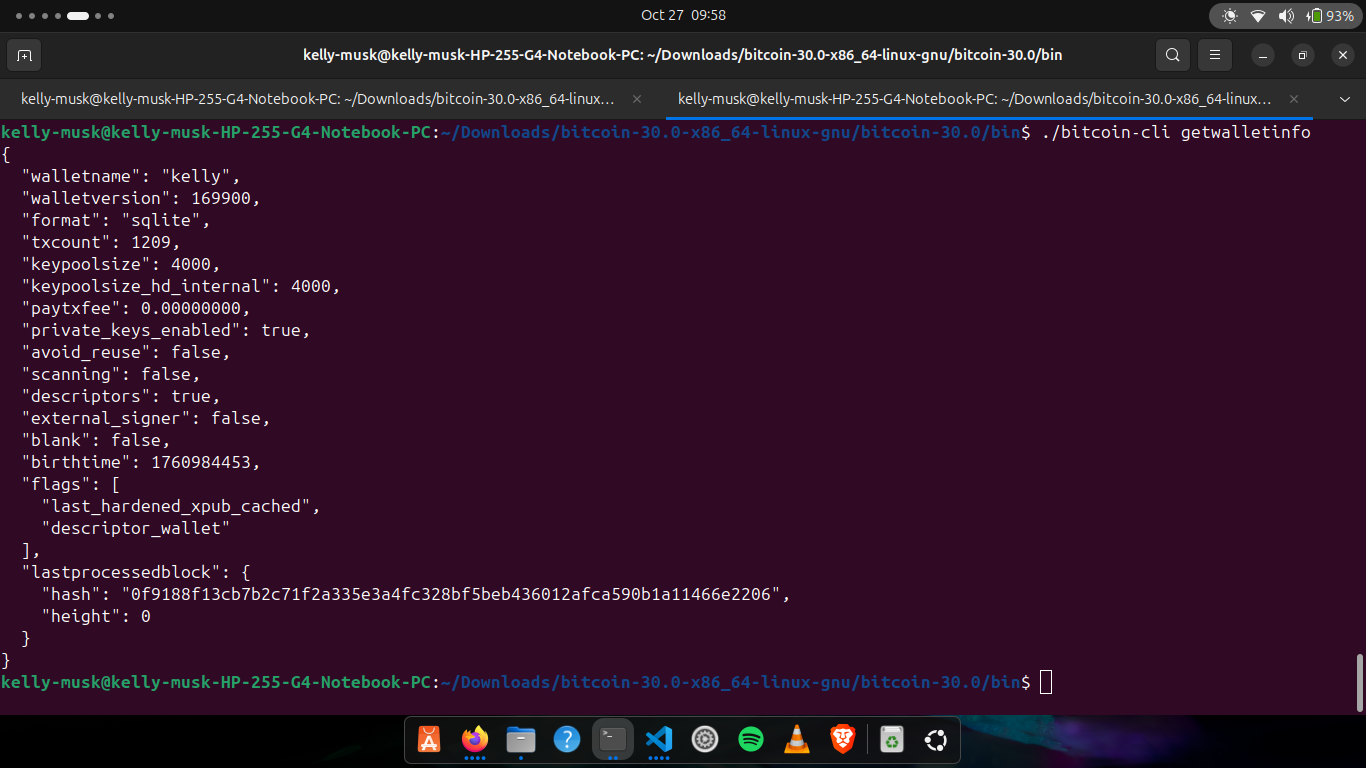 Oct 27 09:58
93%
kelly-musk@kelly-musk-HP-255-G4-Notebook-PC: ~/Downloads/bitcoin-30.0-x86_64-linux-gnu/bitcoin-30.0/bin
kelly-musk@kelly-musk-HP-255-G4-Notebook-PC: ~/Downloads/bitcoin-30.0-x86_64-linux...
kelly-musk@kelly-musk-HP-255-G4-Notebook-PC: ~/Downloads/bitcoin-30.0-x86_64-linux...
kelly-musk@kelly-musk-HP-255-G4-Notebook-PC:~/Downloads/bitcoin-30.0-x86_64-linux-gnu/bitcoin-30.0/bin$ ./bitcoin-cli getwalletinfo
{
  "walletname": "kelly",
  "walletversion": 169900,
  "format": "sqlite",
  "txcount": 1209,
  "keypoolsize": 4000,
  "keypoolsize_hd_internal": 4000,
  "paytxfee": 0.00000000,
  "private_keys_enabled": true,
  "avoid_reuse": false,
  "scanning": false,
  "descriptors": true,
  "external_signer": false,
  "blank": false,
  "birthtime": 1760984453,
  "flags": [
    "last_hardened_xpub_cached",
    "descriptor_wallet"
  ],
  "lastprocessedblock": {
    "hash": "0f9188f13cb7b2c71f2a335e3a4fc328bf5beb436012afca590b1a11466e2206",
    "height": 0
  }
}
kelly-musk@kelly-musk-HP-255-G4-Notebook-PC:~/Downloads/bitcoin-30.0-x86_64-linux-gnu/bitcoin-30.0/bin$